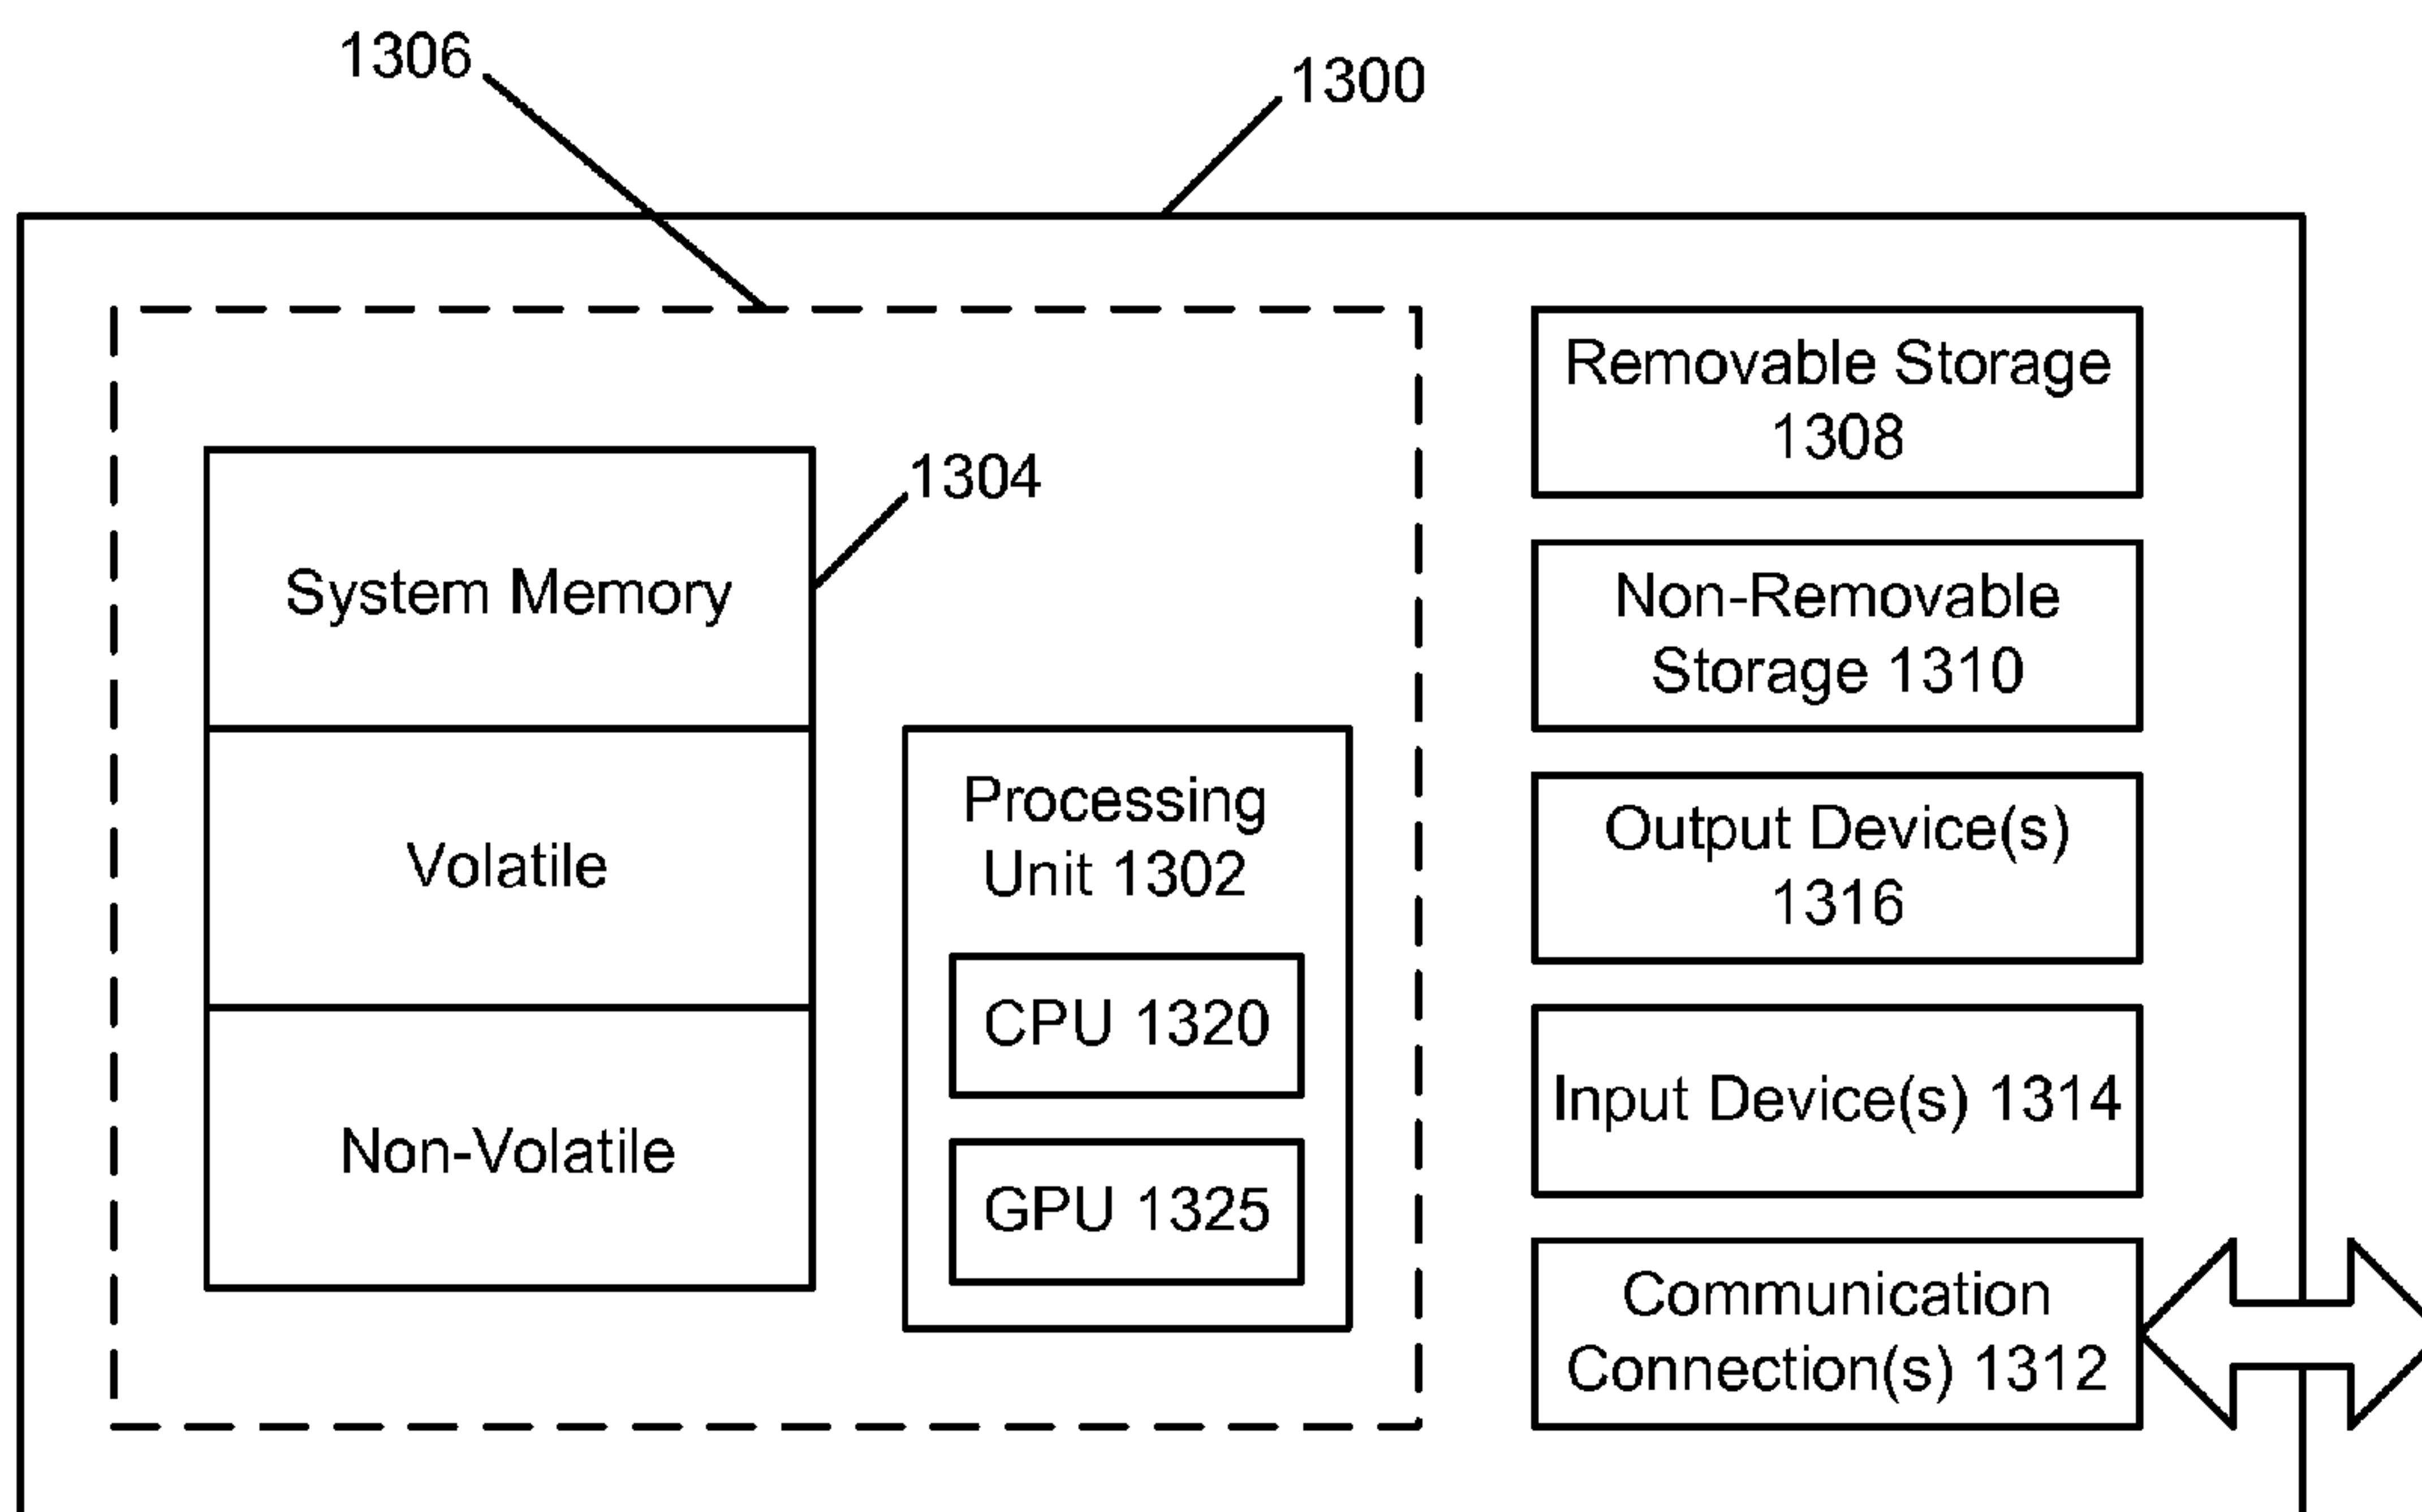 1306
1300
1304
System Memory
Volatile
Non-Volatile
Processing
Unit 1302
CPU 1320
GPU 1325
Removable Storage
1308
Non-Removable
Storage 1310
Output Device(s)
1316
Input Device(s) 1314
Communication
Connection(s) 1312